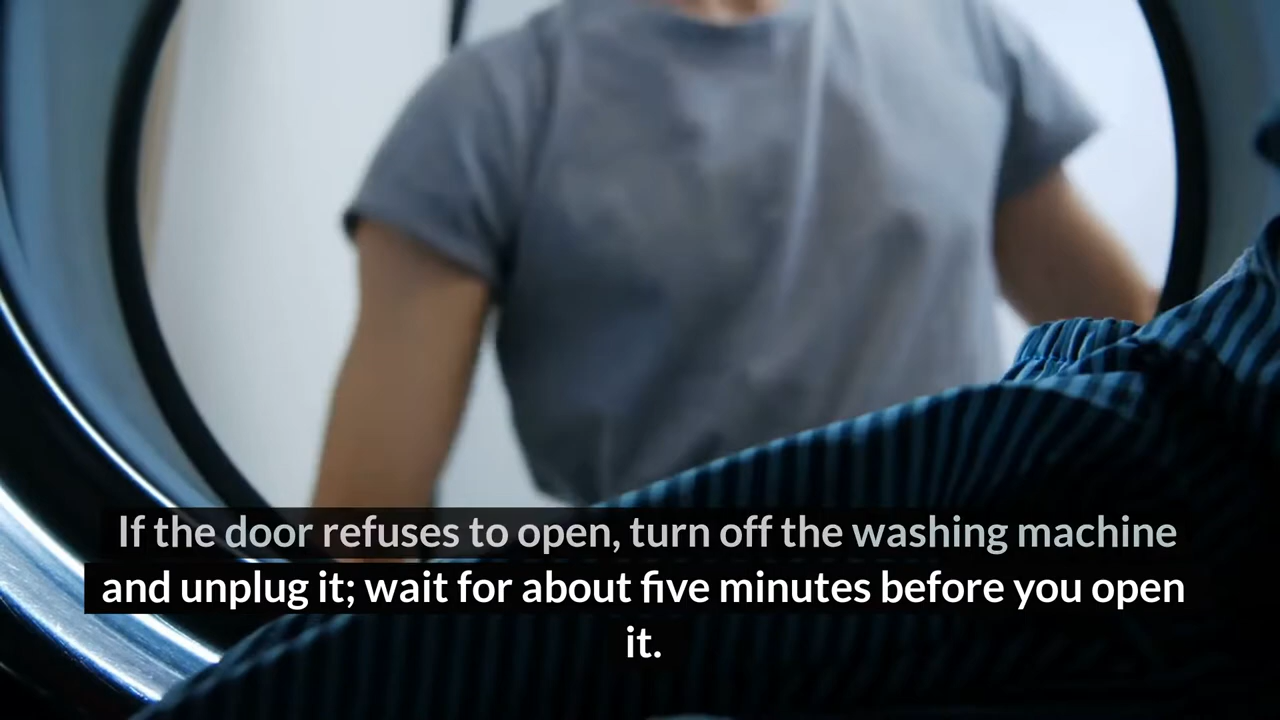 If the door refuses to open, turn off the washing machine
and unplug it; wait for about five minutes before you open
it.